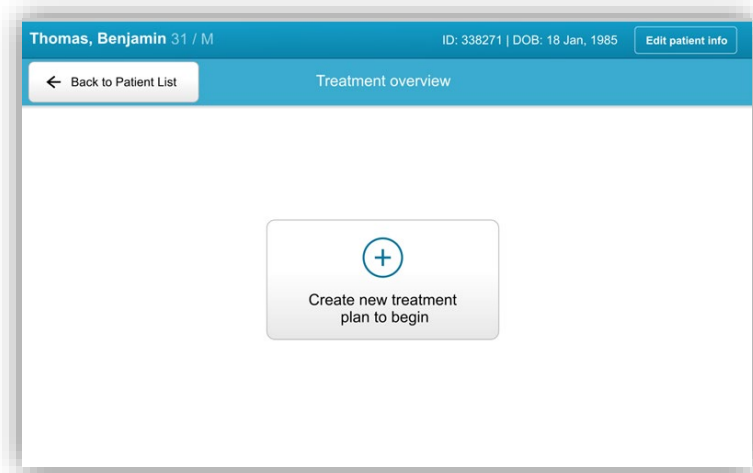 Thomas, Benjamin 31 / M
ID: 338271 | DOB: 18 Jan, 1985
Edit patient info
Back to Patient List
Treatment overview
Create new treatment
plan to begin